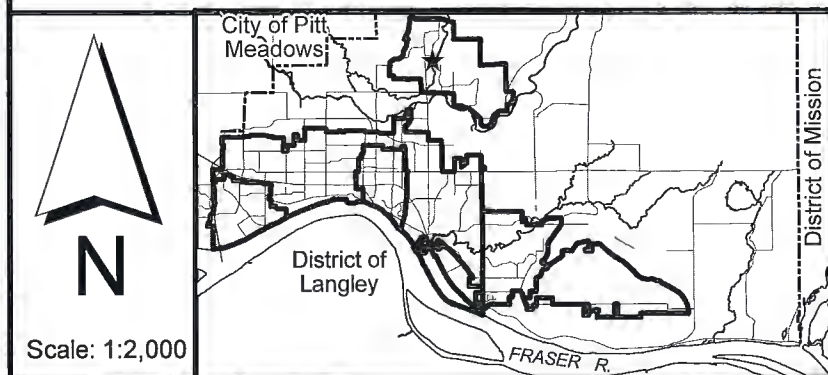 City of Pitt
Meadows
District of Mission
District of
Langley
N
Scale: 1:2,000
FRASER R.